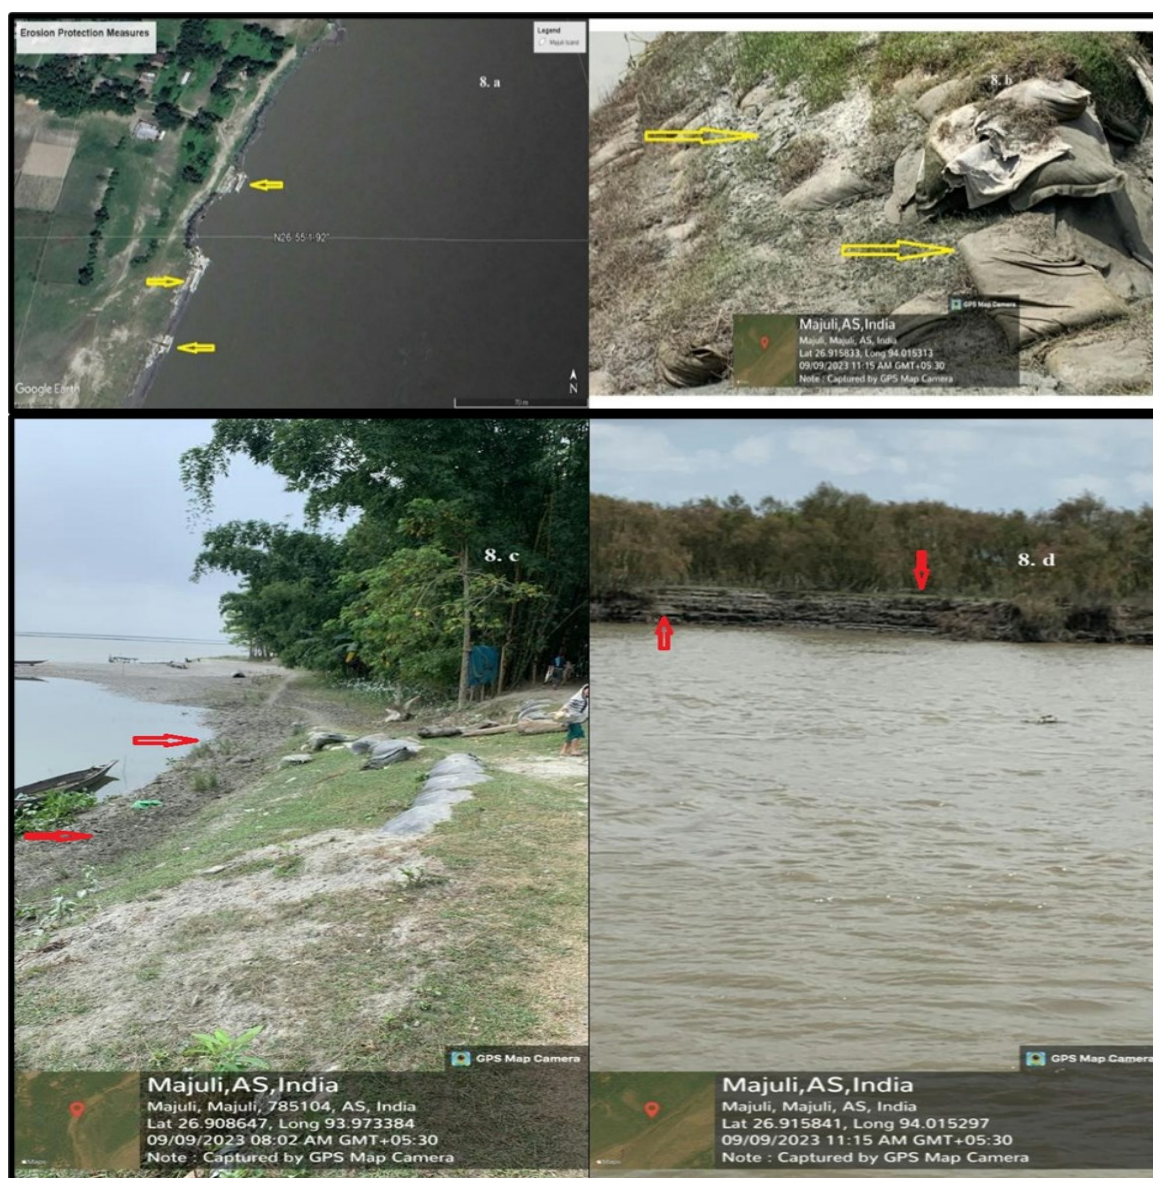 Erosion Protection Measures
Legend
Majuli Island
8. a
N26°55'1.92"
Google Earth
N
70 m
8. b
GPS Map Camera
Majuli,AS,India
Majuli, Majuli, AS, India
Lat 26.915833, Long 94.015313
09/09/2023 11:15 AM GMT+05:30
Note : Captured by GPS Map Camera
8. c
GPS Map Camera
Majuli,AS,India
Majuli, Majuli, 785104, AS, India
Lat 26.908647, Long 93.973384
09/09/2023 08:02 AM GMT+05:30
Note : Captured by GPS Map Camera
Maps
8. d
GPS Map Camera
Majuli,AS,India
Majuli, Majuli, AS, India
Lat 26.915841, Long 94.015297
09/09/2023 11:15 AM GMT+05:30
Note : Captured by GPS Map Camera
Maps